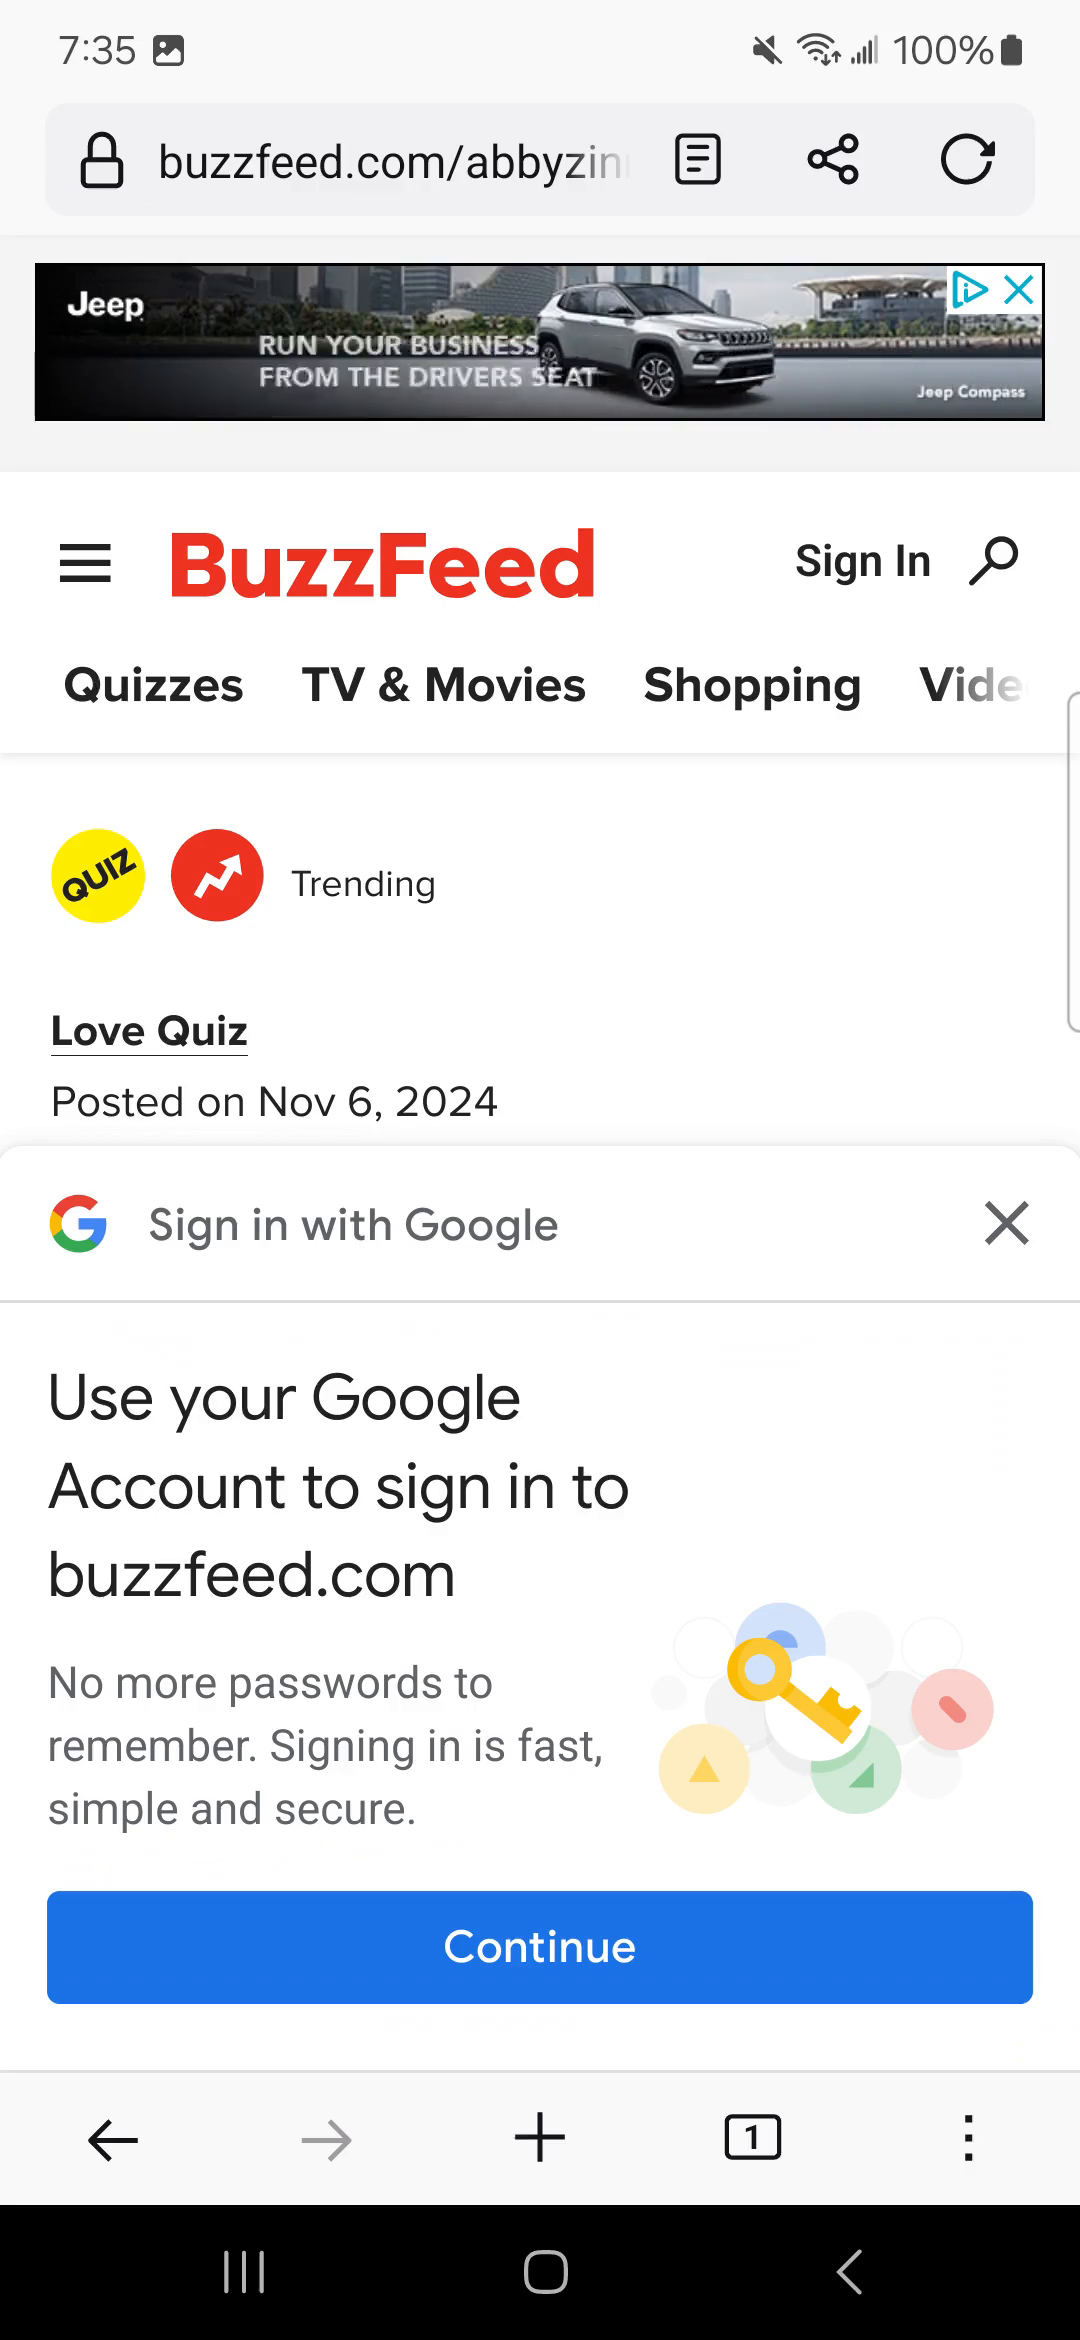 7:35
100%
buzzfeed.com/abbyzin
Jeep
RUN YOUR BUSINESS
FROM THE DRIVERS SEAT
Jeep Compass
BuzzFeed
Sign In
Quizzes TV & Movies Shopping Vide
QUIZ
Trending
Love Quiz
Posted on Nov 6, 2024
Sign in with Google
Use your Google
Account to sign in to
buzzfeed.com
No more passwords to
remember. Signing in is fast,
simple and secure.
Continue
1